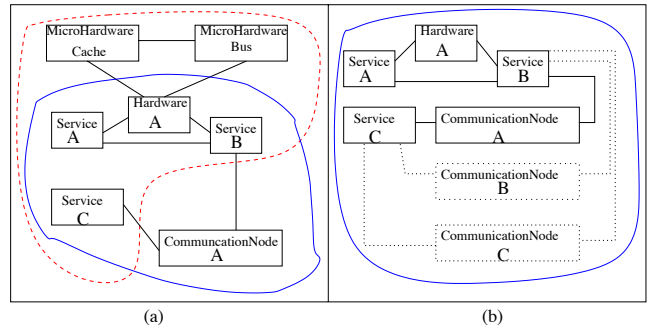 MicroHardware
Cache
MicroHardware
Bus
Hardware
A
Service
A
Service
B
Service
C
CommuncationNode
A
(a)
Hardware
A
Service
A
Service
B
Service
C
CommunicationNode
A
CommunicationNode
B
CommunicationNode
C
(b)